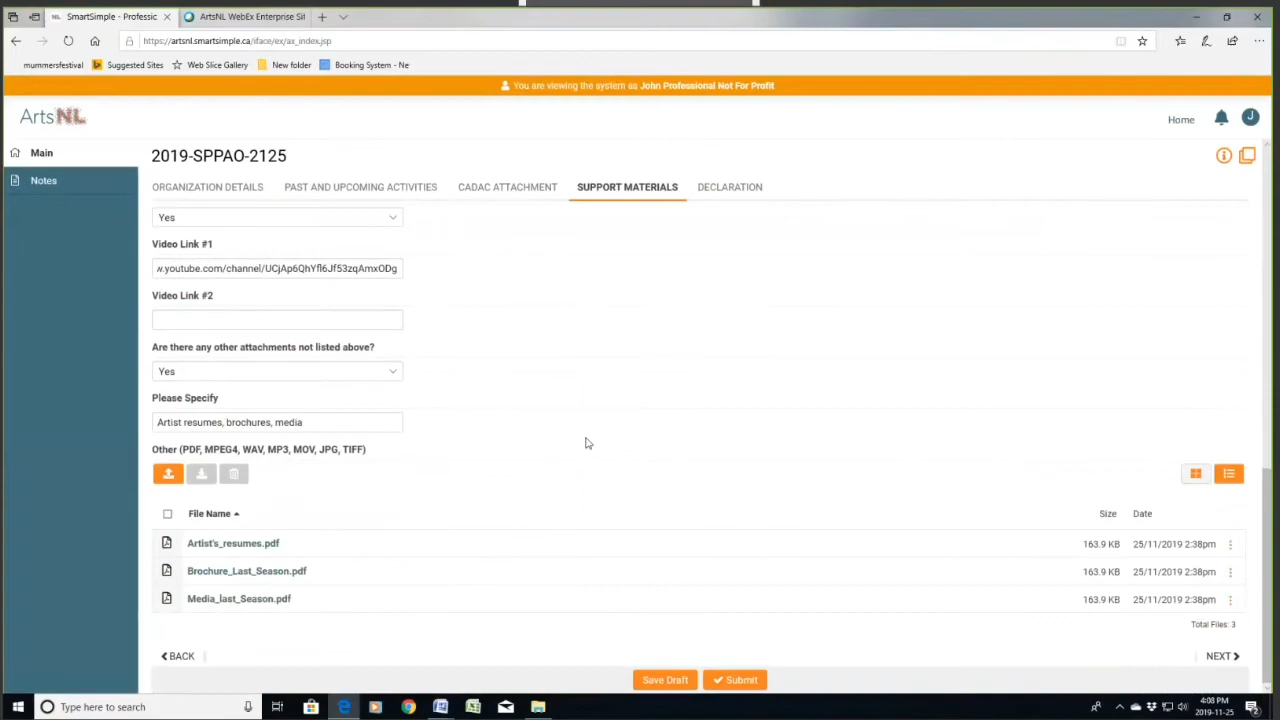 SmartSimple - Professic
ArtsNL WebEx Enterprise Sit
https://artsnl.smartsimple.ca/iface/ex/ax_index.jsp
mummersfestival
Suggested Sites
Web Slice Gallery
New folder
Booking System - Ne
You are viewing the system as John Professional Not For Profit
ArtsNL
Home
J
Main
Notes
2019-SPPAO-2125
ORGANIZATION DETAILS
PAST AND UPCOMING ACTIVITIES
CADAC ATTACHMENT
SUPPORT MATERIALS
DECLARATION
Yes
Video Link #1
w.youtube.com/channel/UCjAp6QhYfl6Jf53zqAmxODg
Video Link #2
Are there any other attachments not listed above?
Yes
Please Specify
Artist resumes, brochures, media
Other (PDF, MPEG4, WAV, MP3, MOV, JPG, TIFF)
File Name Size Date
Artist's_resumes.pdf 163.9 KB 25/11/2019 2:38pm
Brochure_Last_Season.pdf 163.9 KB 25/11/2019 2:38pm
Media_last_Season.pdf 163.9 KB 25/11/2019 2:38pm
Total Files: 3
BACK
NEXT
Save Draft
Submit
Type here to search
4:08 PM
2019-11-25
2